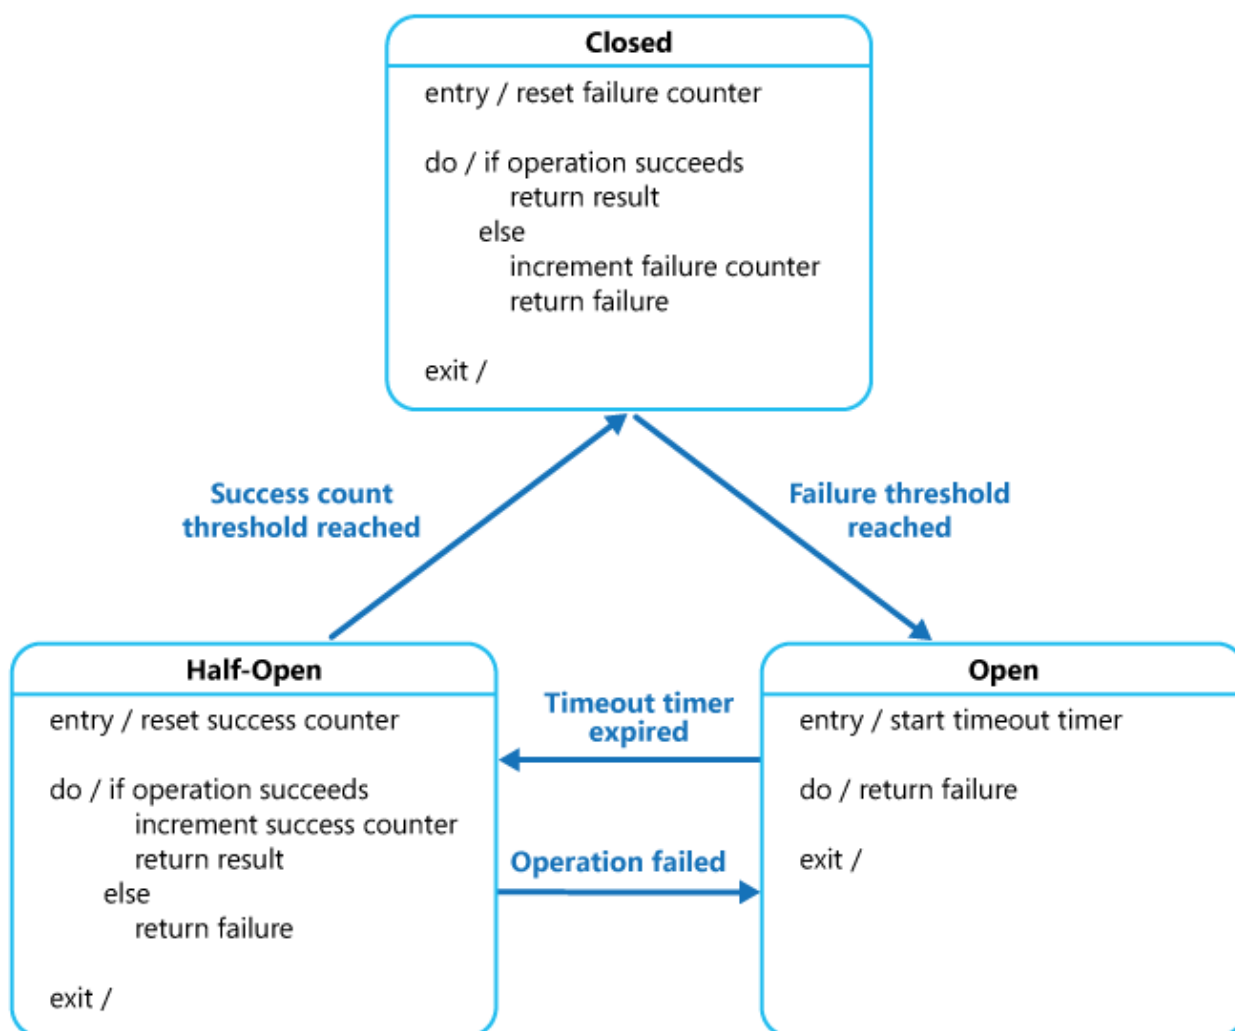 Closed
entry / reset failure counter
do / if operation succeeds
return result
else
increment failure counter
return failure
exit /
Success count
threshold reached
Failure threshold
reached
Half-Open
entry / reset success counter
do / if operation succeeds
increment success counter
return result
else
return failure
exit /
Timeout timer
expired
Operation failed
Open
entry / start timeout timer
do / return failure
exit /